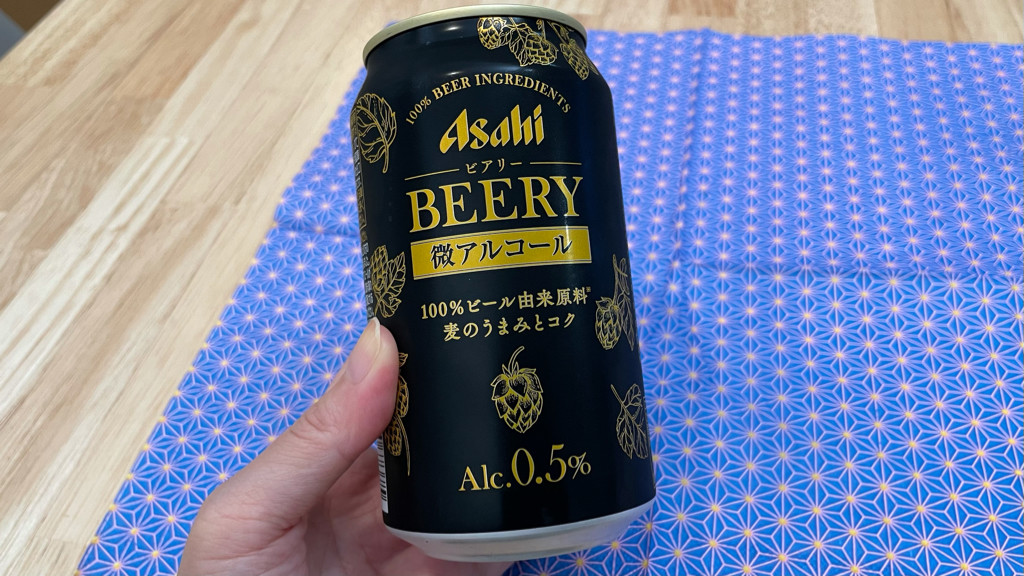 100% BEER INGREDIENTS
Asahi
ビアリー
BEERY
微アルコール
100%ビール由来原料※
麦のうまみとコク
Alc.0.5%